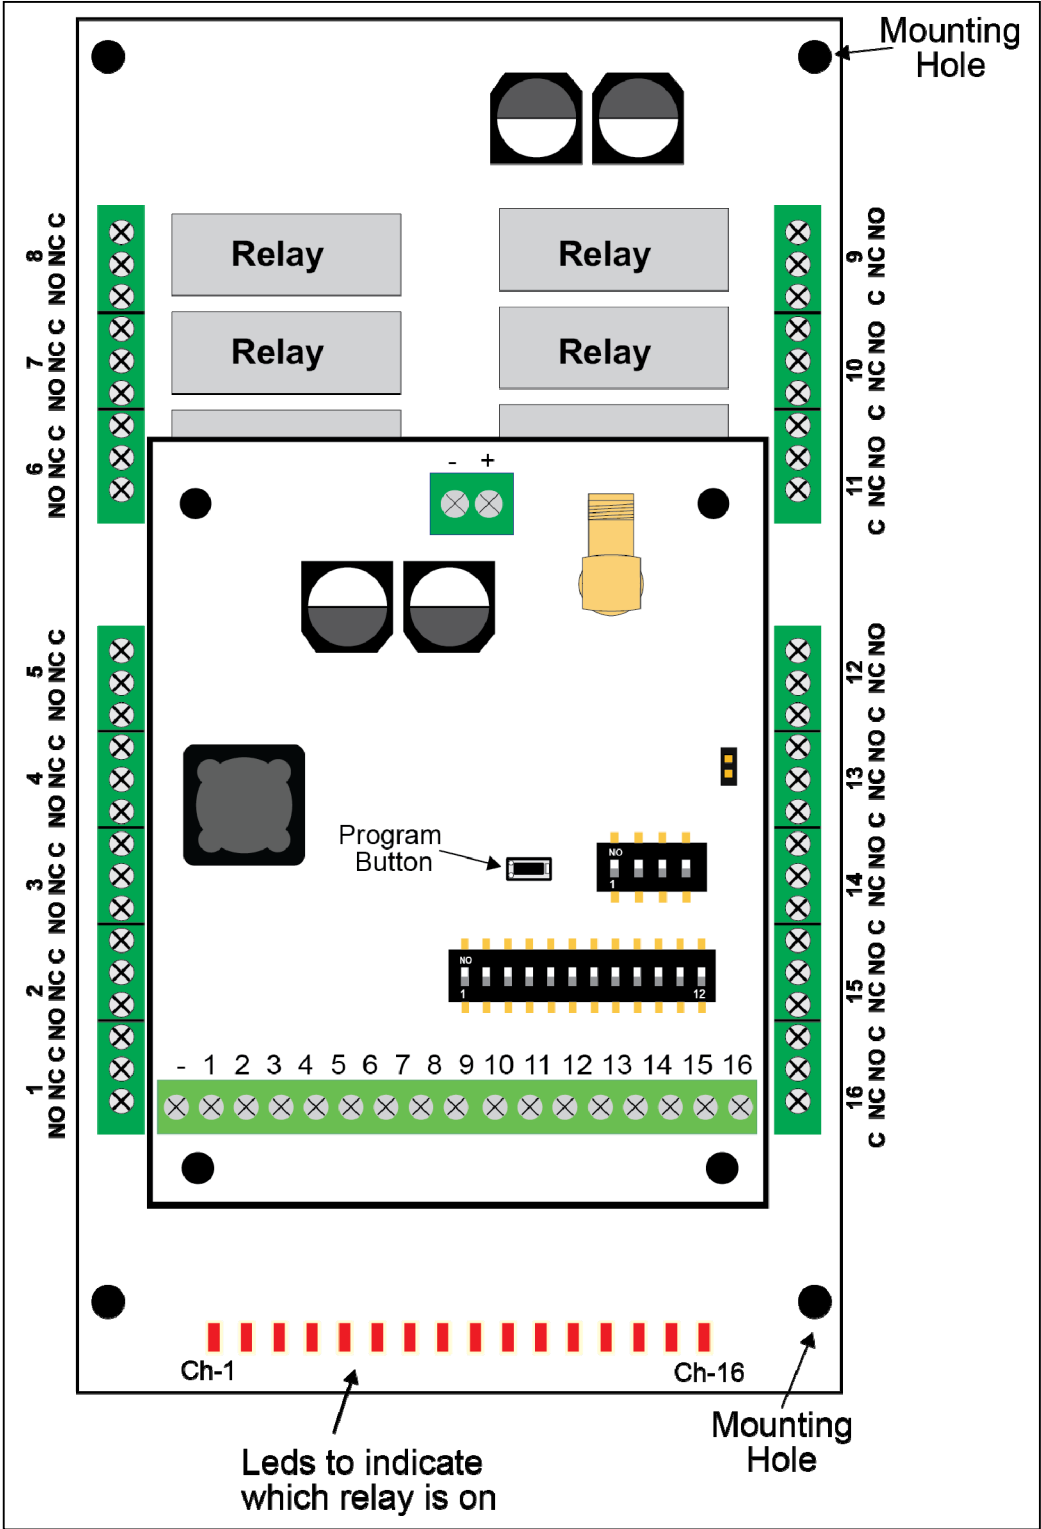 Mounting
Hole
8
NO NC C
7
NO NC C
6
NO NC C
Relay
Relay
Relay
Relay
9
C NC NO
10
C NC NO
11
C NC NO
- +
5
NO NC C
4
NO NC C
3
NO NC C
2
NO NC C
1
NO NC C
12
C NC NO
13
C NC NO
14
C NC NO
15
C NC NO
16
C NC NO
Program
Button
NO
1
NO
1 12
- 1 2 3 4 5 6 7 8 9 10 11 12 13 14 15 16
Ch-1
Ch-16
Leds to indicate
which relay is on
Mounting
Hole